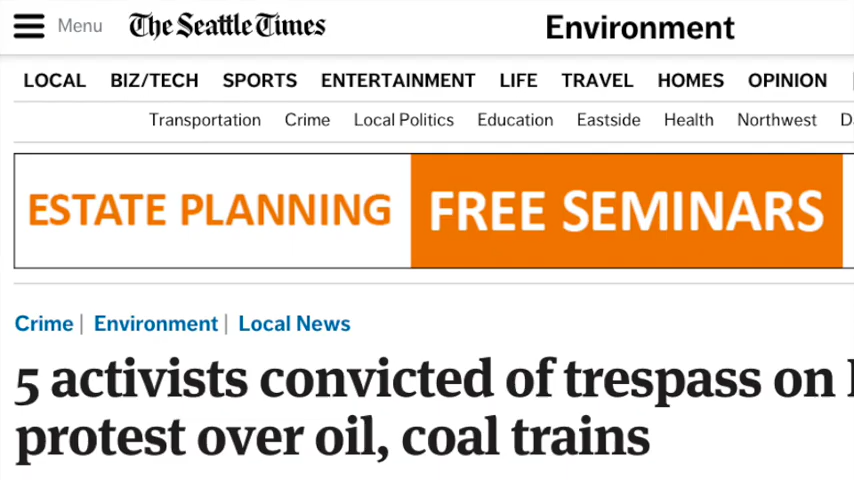 Menu The Seattle Times Environment
LOCAL BIZ/TECH SPORTS ENTERTAINMENT LIFE TRAVEL HOMES OPINION
Transportation Crime Local Politics Education Eastside Health Northwest
ESTATE PLANNING FREE SEMINARS
Crime | Environment | Local News
5 activists convicted of trespass on
protest over oil, coal trains